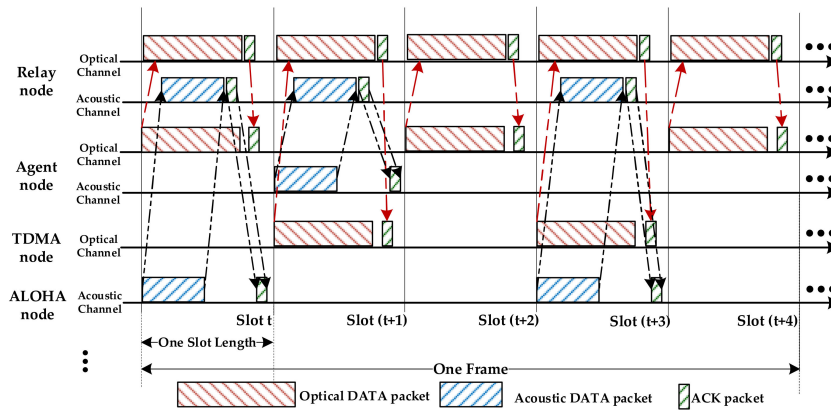 Relay
node
Optical
Channel
Acoustic
Channel
Agent
node
Optical
Channel
Acoustic
Channel
TDMA
node
Optical
Channel
ALOHA
node
Acoustic
Channel
Slot t
Slot (t+1)
Slot (t+2)
Slot (t+3)
Slot (t+4)
One Slot Length
One Frame
Optical DATA packet
Acoustic DATA packet
ACK packet